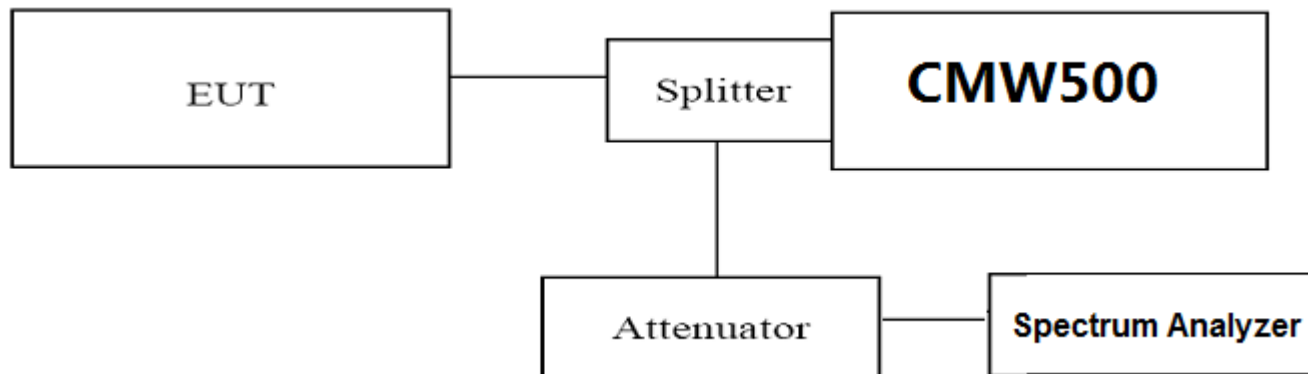 EUT
Splitter
CMW500
Attenuator
Spectrum Analyzer